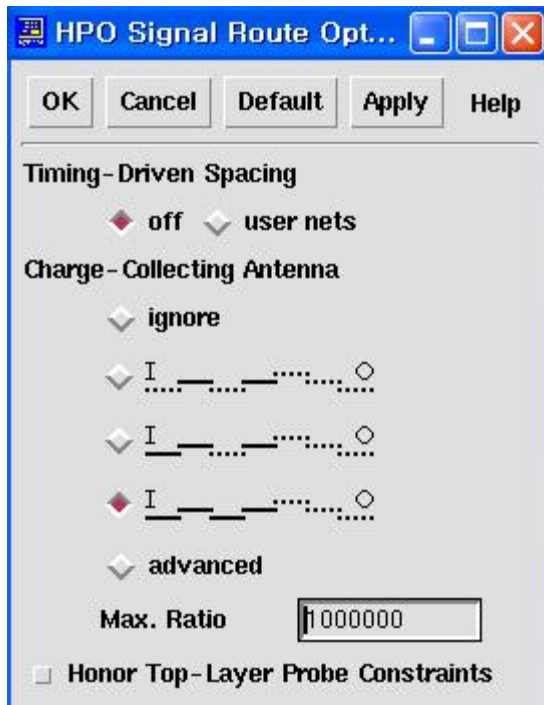 HPO Signal Route Opt...
OK Cancel Default Apply Help
Timing-Driven Spacing
off user nets
Charge-Collecting Antenna
ignore
I O
I O
I O
advanced
Max. Ratio 1000000
Honor Top-Layer Probe Constraints